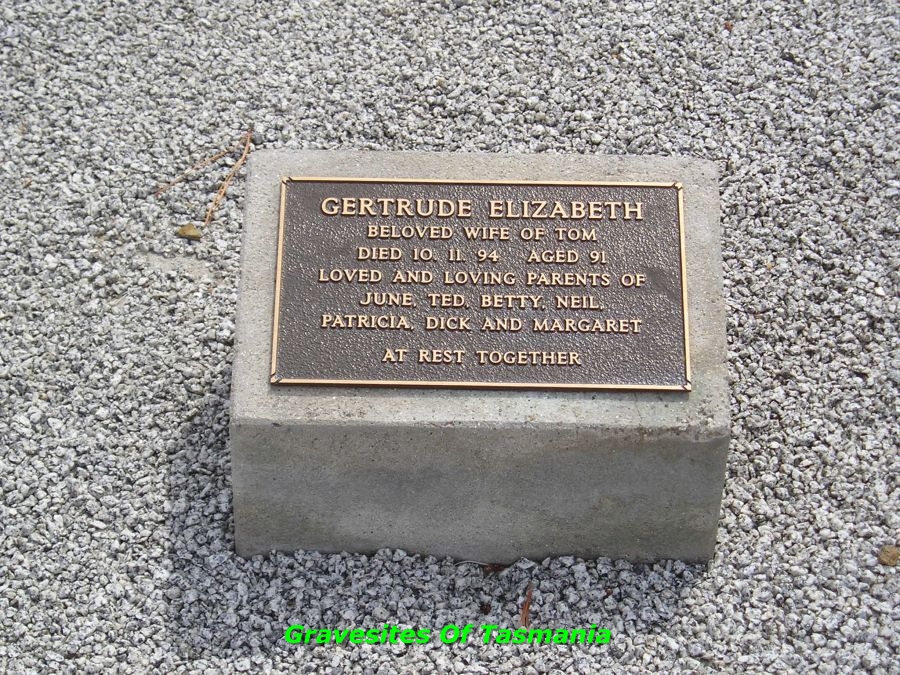 GERTRUDE ELIZABETH
BELOVED WIFE OF TOM
DIED 10. 11. 94 AGED 91
LOVED AND LOVING PARENTS OF
JUNE, TED, BETTY, NEIL,
PATRICIA, DICK AND MARGARET
AT REST TOGETHER
Gravesites Of Tasmania